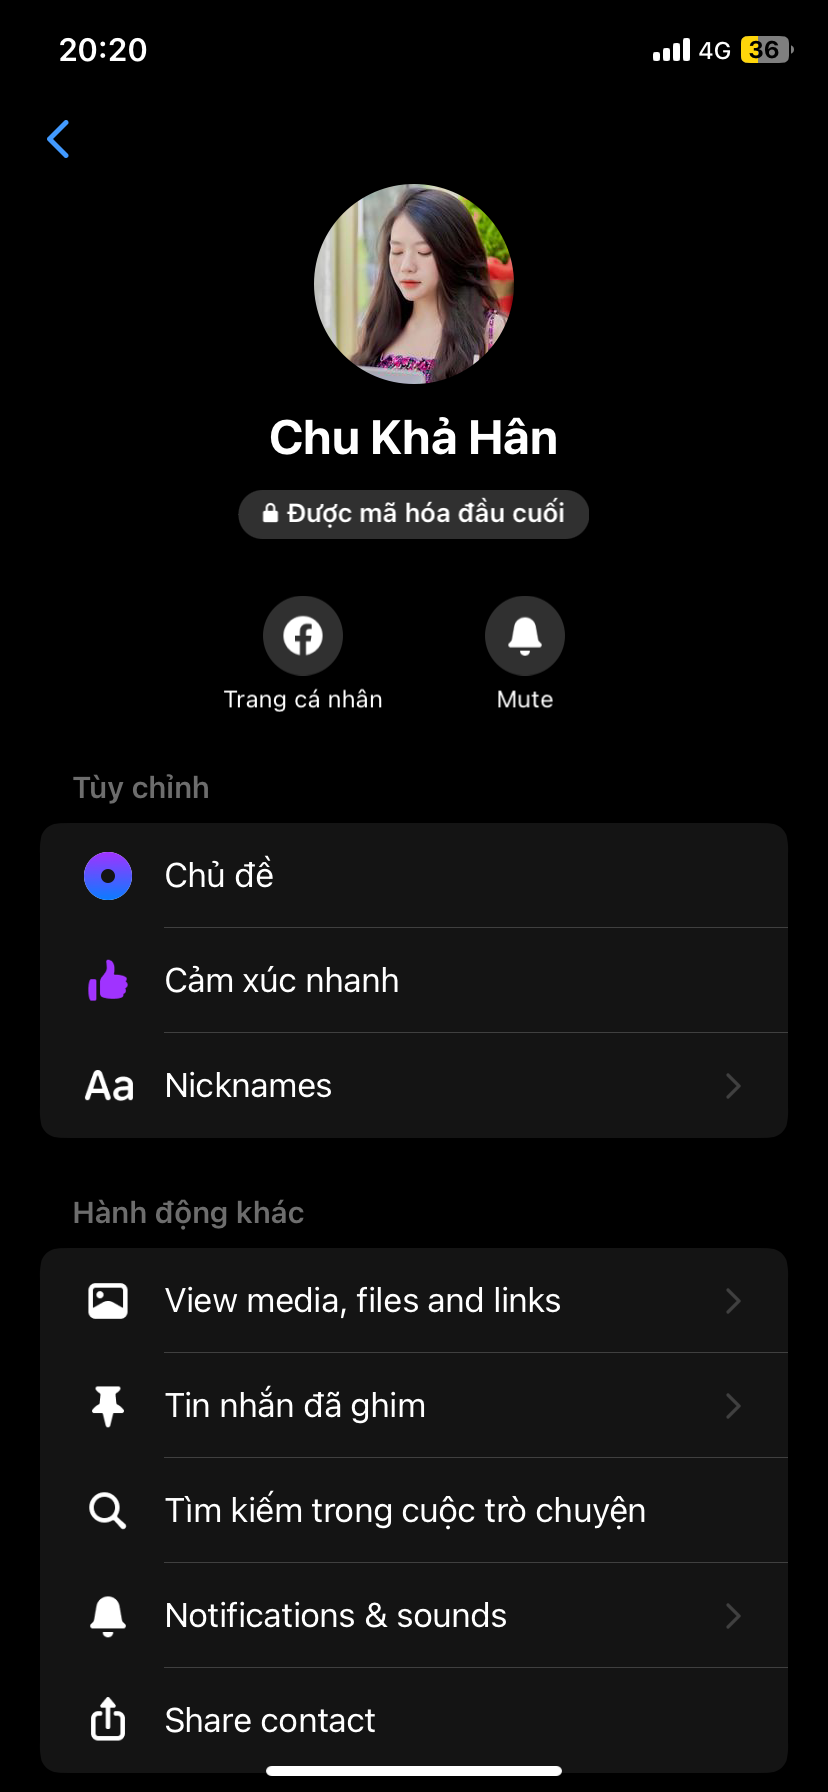 20:20
4G 36
Chu Khả Hân
Được mã hóa đầu cuối
Trang cá nhân
Mute
Tùy chỉnh
Chủ đề
Cảm xúc nhanh
Aa Nicknames
Hành động khác
View media, files and links
Tin nhắn đã ghim
Tìm kiếm trong cuộc trò chuyện
Notifications & sounds
Share contact